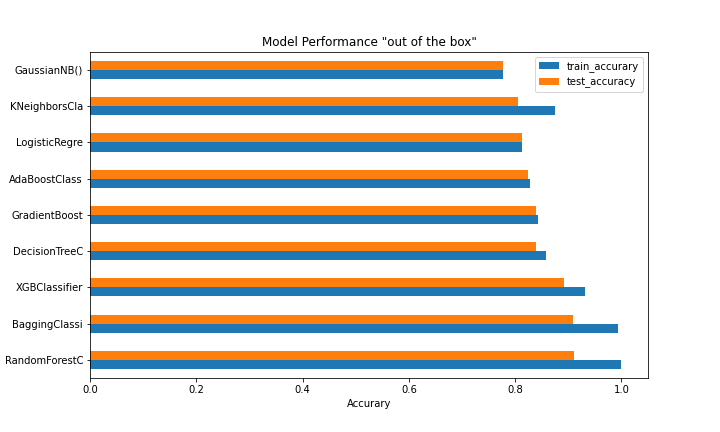 Model Performance "out of the box"
train_accurary
test_accuracy
GaussianNB()
KNeighborsCla
LogisticRegre
AdaBoostClass
GradientBoost
DecisionTreeC
XGBClassifier
BaggingClassi
RandomForestC
0.0 0.2 0.4 0.6 0.8 1.0
Accurary